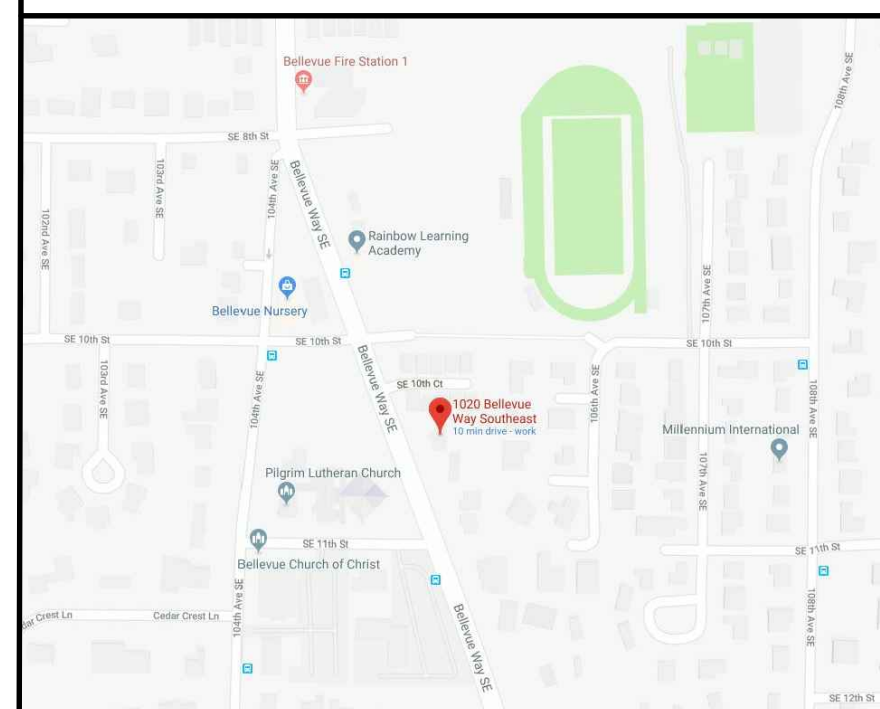 Bellevue Fire Station 1
108th Ave SE
SE 8th St
103rd Ave SE
104th Ave SE
Bellevue Way SE
102nd Ave SE
Rainbow Learning
Academy
107th Ave SE
Bellevue Nursery
SE 10th St
SE 10th St
SE 10th St
Bellevue Way SE
103rd Ave SE
SE 10th Ct
104th Ave SE
106th Ave SE
108th Ave SE
1020 Bellevue
Way Southeast
10 min drive - work
Millennium International
107th Ave SE
Pilgrim Lutheran Church
SE 11th St
SE 11th St
Bellevue Church of Christ
104th Ave SE
108th Ave SE
Crest Ln
Cedar Crest Ln
Bellevue Way SE
SE 12th St